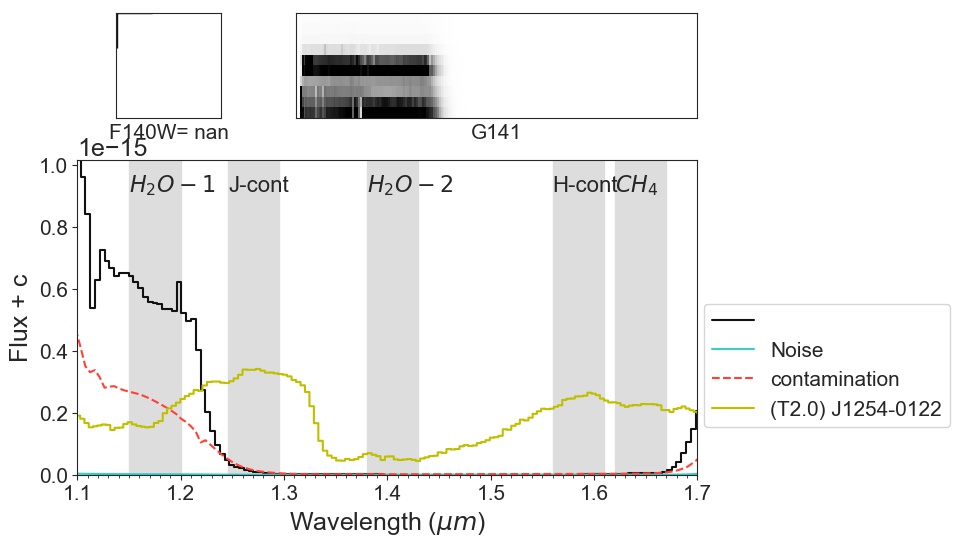 F140W= nan
G141
1e−15
H₂O − 1
J-cont
H₂O − 2
H-cont
CH₄
1.0
0.8
0.6
0.4
0.2
0.0
Flux + c
1.1
1.2
1.3
1.4
1.5
1.6
1.7
Wavelength (μm)
Noise
contamination
(T2.0) J1254-0122